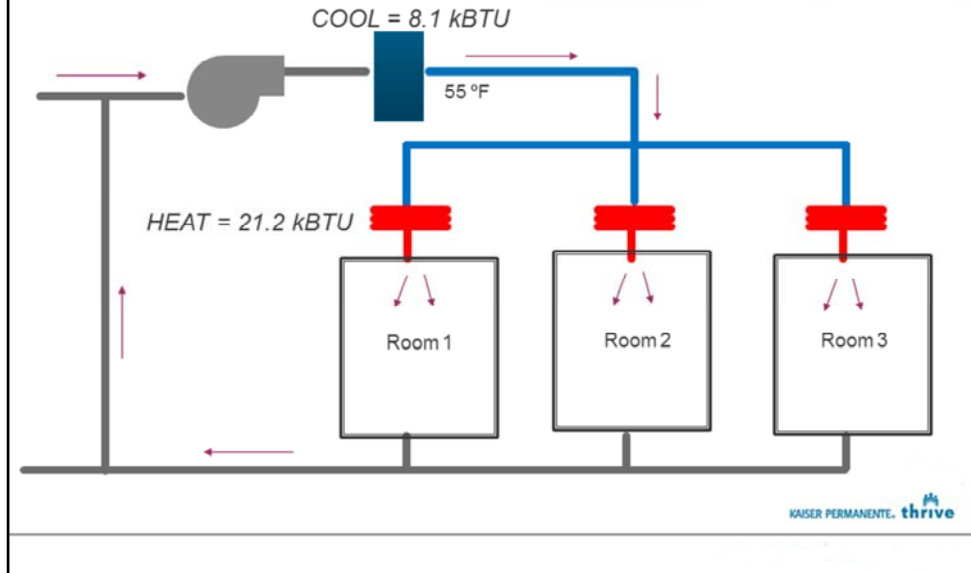 COOL = 8.1 kBTU
55 ºF
HEAT = 21.2 kBTU
Room 1
Room 2
Room 3
KAISER PERMANENTE. thrive